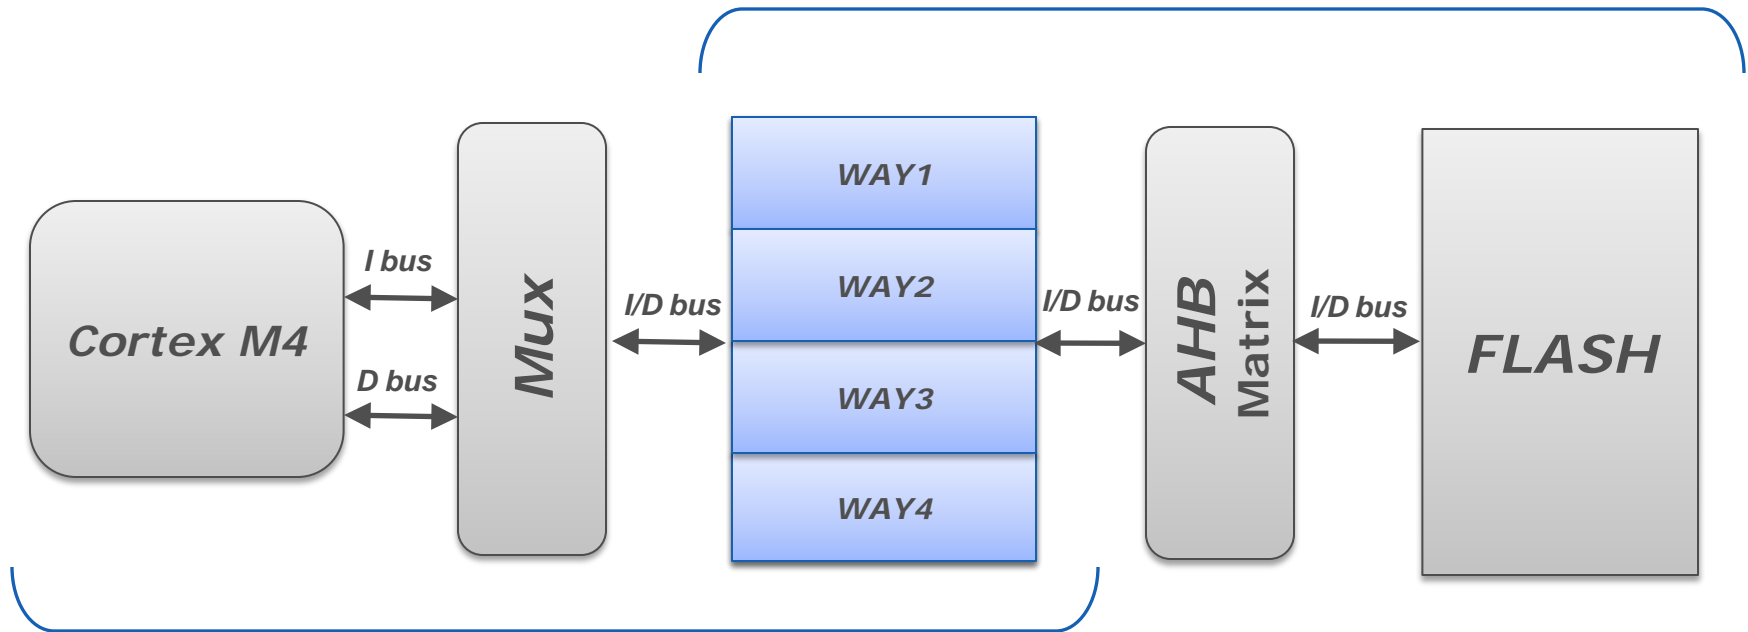 Cortex M4
I bus
D bus
Mux
I/D bus
WAY1
WAY2
WAY3
WAY4
I/D bus
AHB
Matrix
I/D bus
FLASH